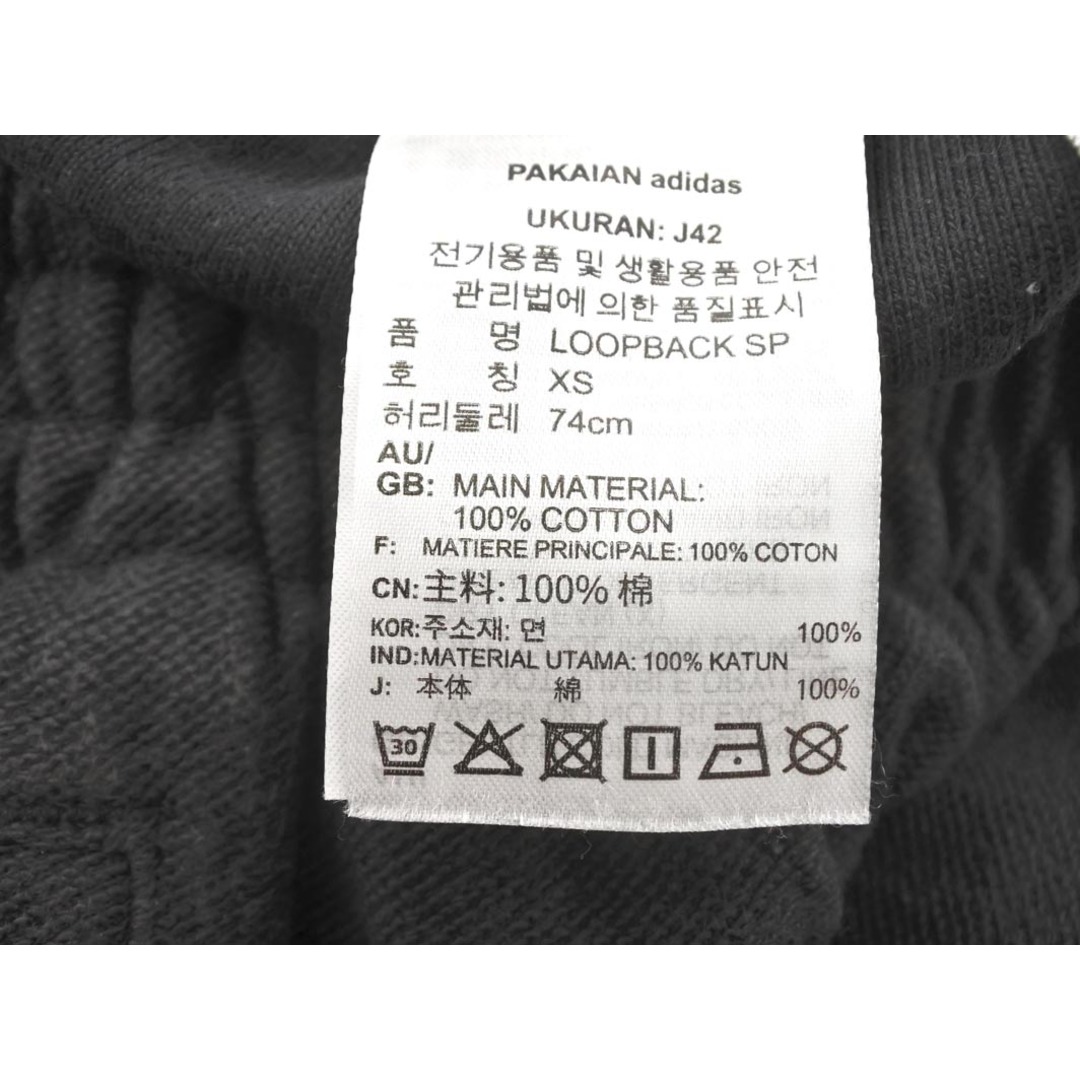 PAKAIAN adidas
UKURAN: J42
전기용품 및 생활용품 안전
관리법에 의한 품질표시
품 명 LOOPBACK SP
호 칭 XS
허리둘레 74cm
AU/
GB: MAIN MATERIAL:
100% COTTON
F: MATIERE PRINCIPALE: 100% COTON
CN: 主料: 100% 棉
KOR: 주소재: 면 100%
IND: MATERIAL UTAMA: 100% KATUN
J: 本体 綿 100%
30